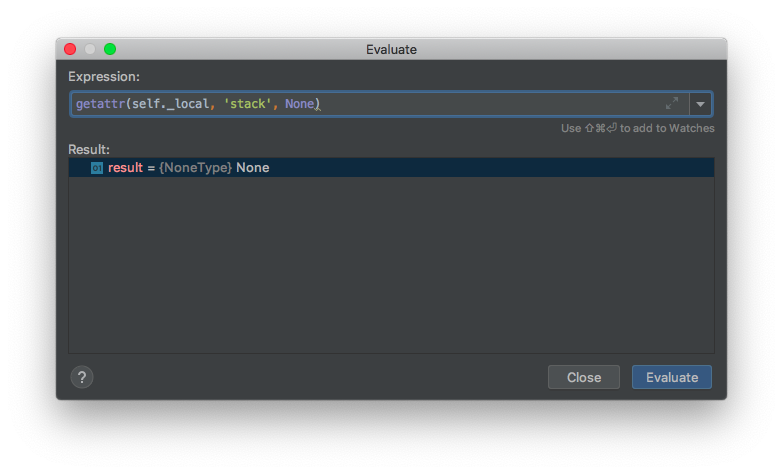 Evaluate
Expression:
getattr(self._local, 'stack', None)
Use ⇧⌘⏎ to add to Watches
Result:
01 result = {NoneType} None
? Close Evaluate